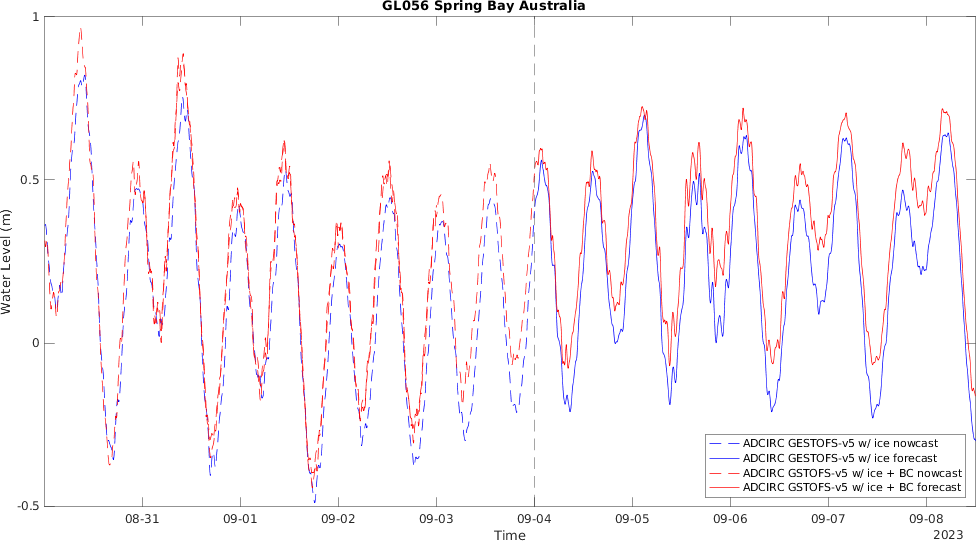 GL056 Spring Bay Australia
Water Level (m)
1
0.5
0
-0.5
08-31 09-01 09-02 09-03 09-04 09-05 09-06 09-07 09-08
Time
2023
ADCIRC GESTOFS-v5 w/ ice nowcast
ADCIRC GESTOFS-v5 w/ ice forecast
ADCIRC GSTOFS-v5 w/ ice + BC nowcast
ADCIRC GSTOFS-v5 w/ ice + BC forecast